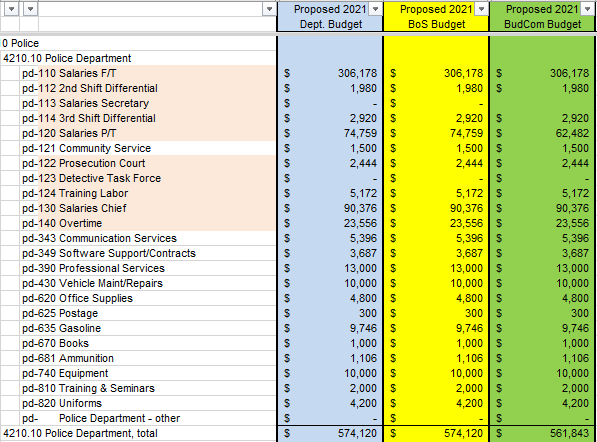 Proposed 2021 Proposed 2021 Proposed 2021
Dept. Budget BoS Budget BudCom Budget
0 Police
4210.10 Police Department
pd-110 Salaries F/T $ 306,178 $ 306,178 $ 306,178
pd-112 2nd Shift Differential $ 1,980 $ 1,980 $ 1,980
pd-113 Salaries Secretary $ - $ -
pd-114 3rd Shift Differential $ 2,920 $ 2,920 $ 2,920
pd-120 Salaries P/T $ 74,759 $ 74,759 $ 62,482
pd-121 Community Service $ 1,500 $ 1,500 $ 1,500
pd-122 Prosecution Court $ 2,444 $ 2,444 $ 2,444
pd-123 Detective Task Force $ - $ - $ -
pd-124 Training Labor $ 5,172 $ 5,172 $ 5,172
pd-130 Salaries Chief $ 90,376 $ 90,376 $ 90,376
pd-140 Overtime $ 23,556 $ 23,556 $ 23,556
pd-343 Communication Services $ 5,396 $ 5,396 $ 5,396
pd-349 Software Support/Contracts $ 3,687 $ 3,687 $ 3,687
pd-390 Professional Services $ 13,000 $ 13,000 $ 13,000
pd-430 Vehicle Maint/Repairs $ 10,000 $ 10,000 $ 10,000
pd-620 Office Supplies $ 4,800 $ 4,800 $ 4,800
pd-625 Postage $ 300 $ 300 $ 300
pd-635 Gasoline $ 9,746 $ 9,746 $ 9,746
pd-670 Books $ 1,000 $ 1,000 $ 1,000
pd-681 Ammunition $ 1,106 $ 1,106 $ 1,106
pd-740 Equipment $ 10,000 $ 10,000 $ 10,000
pd-810 Training & Seminars $ 2,000 $ 2,000 $ 2,000
pd-820 Uniforms $ 4,200 $ 4,200 $ 4,200
pd- Police Department - other $ - $ - $ -
4210.10 Police Department, total $ 574,120 $ 574,120 $ 561,843